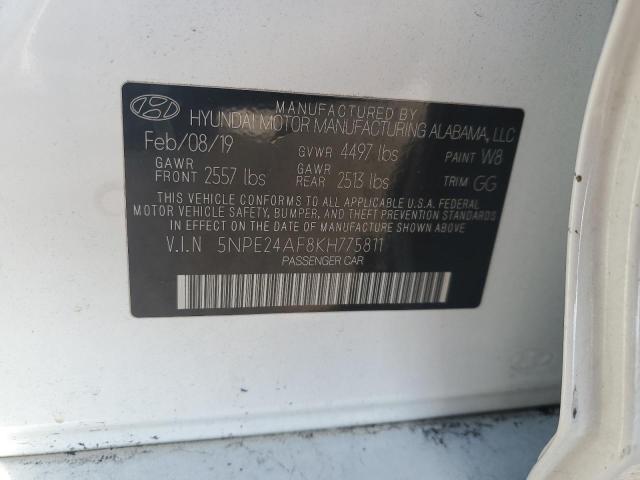 MANUFACTURED BY
HYUNDAI MOTOR MANUFACTURING ALABAMA, LLC
Feb/08/19 GVWR 4497 lbs PAINT W8
GAWR FRONT 2557 lbs GAWR REAR 2513 lbs TRIM GG
THIS VEHICLE CONFORMS TO ALL APPLICABLE U.S.A. FEDERAL
MOTOR VEHICLE SAFETY, BUMPER, AND THEFT PREVENTION STANDARDS
IN EFFECT ON THE DATE OF MANUFACTURE SHOWN ABOVE.
V.I.N 5NPE24AF8KH775811
PASSENGER CAR